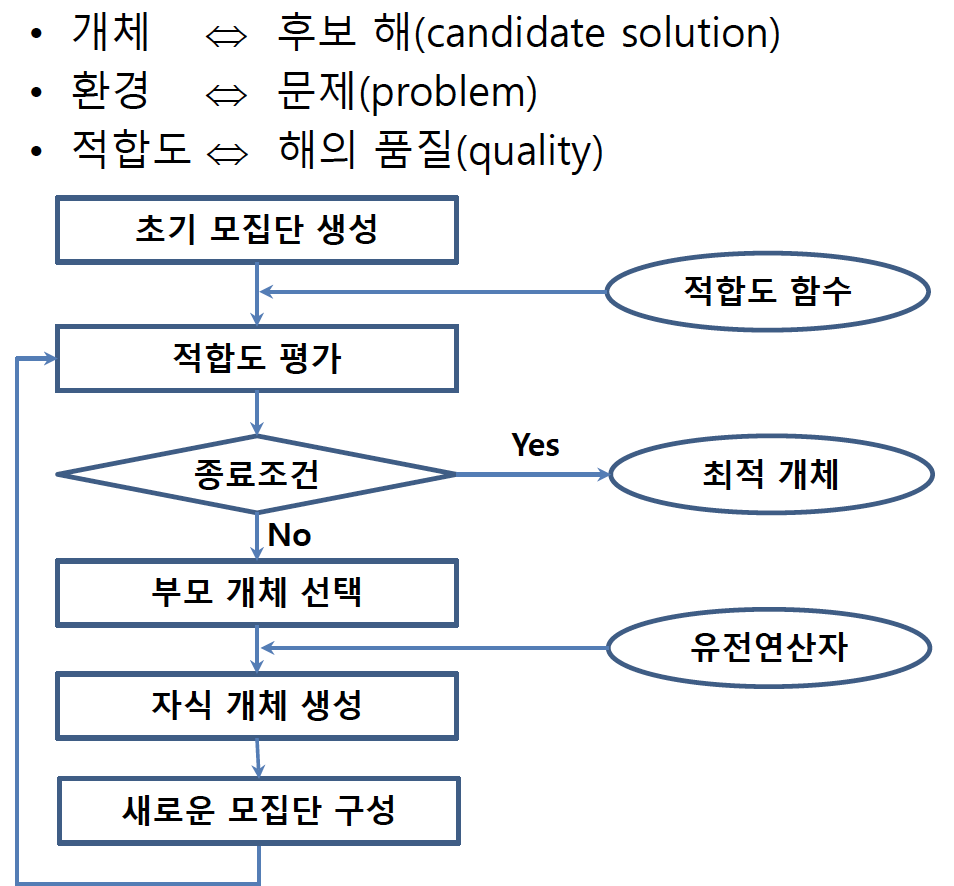 • 개체 ⇔ 후보 해(candidate solution)
• 환경 ⇔ 문제(problem)
• 적합도 ⇔ 해의 품질(quality)
초기 모집단 생성
적합도 함수
적합도 평가
Yes
종료조건
최적 개체
No
부모 개체 선택
유전연산자
자식 개체 생성
새로운 모집단 구성